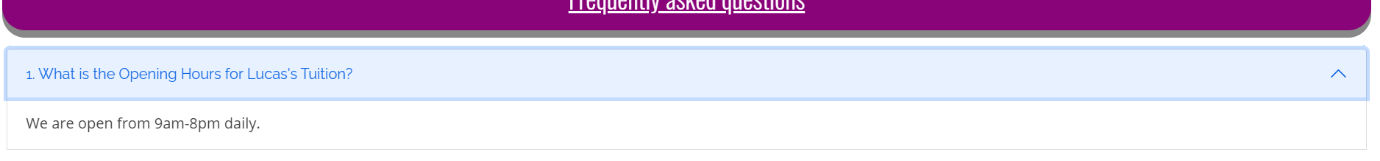 Frequently asked questions
1. What is the Opening Hours for Lucas's Tuition?
We are open from 9am-8pm daily.